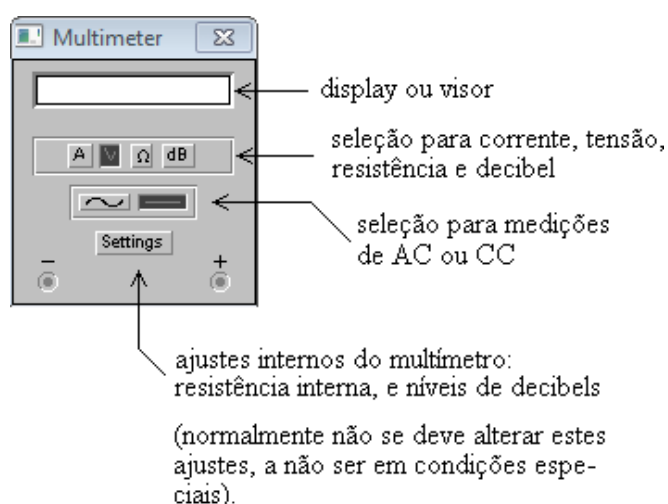 Multimeter
display ou visor
A V Ω dB
seleção para corrente, tensão,
resistência e decibel
seleção para medições
de AC ou CC
Settings
− +
ajustes internos do multímetro:
resistência interna, e níveis de decibels
(normalmente não se deve alterar estes
ajustes, a não ser em condições espe-
ciais).